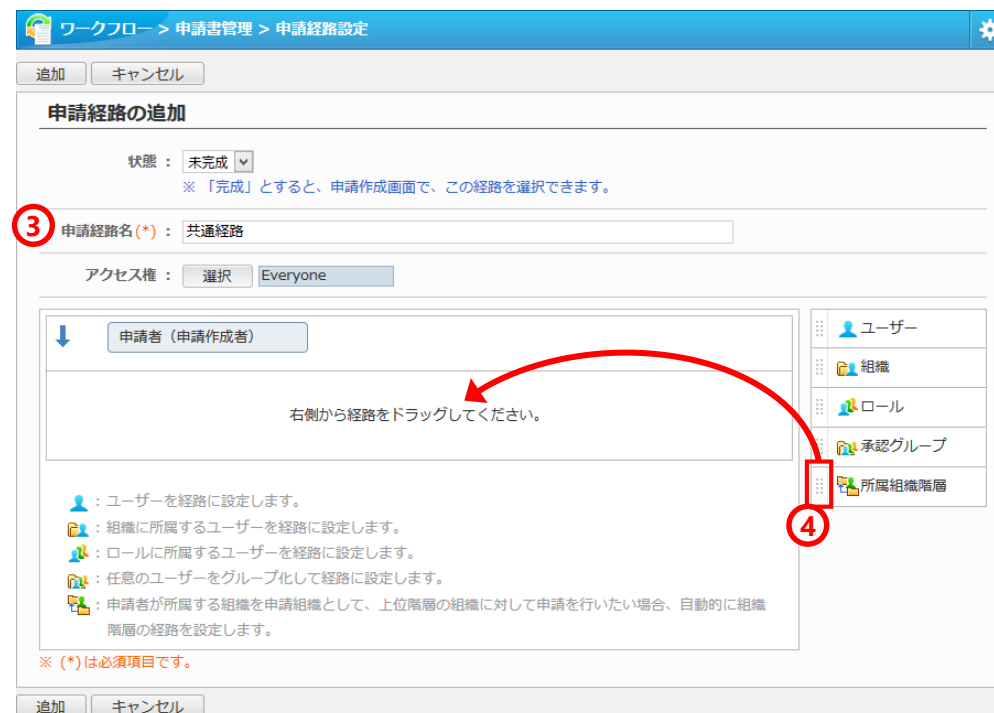 ワークフロー > 申請書管理 > 申請経路設定
追加 キャンセル
申請経路の追加
状態 : 未完成
※ 「完成」とすると、申請作成画面で、この経路を選択できます。
③ 申請経路名(*) : 共通経路
アクセス権 : 選択 Everyone
申請者（申請作成者）
右側から経路をドラッグしてください。
ユーザー
組織
ロール
承認グループ
所属組織階層
④
：ユーザーを経路に設定します。
：組織に所属するユーザーを経路に設定します。
：ロールに所属するユーザーを経路に設定します。
：任意のユーザーをグループ化して経路に設定します。
：申請者が所属する組織を申請組織として、上位階層の組織に対して申請を行いたい場合、自動的に組織
階層の経路を設定します。
※ (*)は必須項目です。
追加 キャンセル